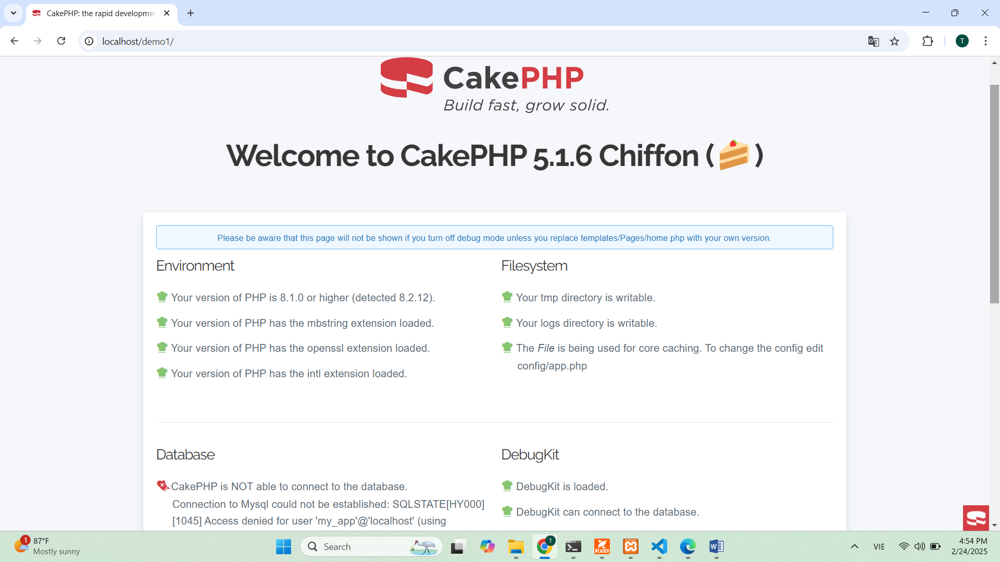 CakePHP: the rapid developmen
localhost/demo1/
T
CakePHP
Build fast, grow solid.
Welcome to CakePHP 5.1.6 Chiffon (🍰)
Please be aware that this page will not be shown if you turn off debug mode unless you replace templates/Pages/home.php with your own version.
Environment
Your version of PHP is 8.1.0 or higher (detected 8.2.12).
Your version of PHP has the mbstring extension loaded.
Your version of PHP has the openssl extension loaded.
Your version of PHP has the intl extension loaded.
Filesystem
Your tmp directory is writable.
Your logs directory is writable.
The File is being used for core caching. To change the config edit
config/app.php
Database
CakePHP is NOT able to connect to the database.
Connection to Mysql could not be established: SQLSTATE[HY000]
[1045] Access denied for user 'my_app'@'localhost' (using
DebugKit
DebugKit is loaded.
DebugKit can connect to the database.
1
87°F
Mostly sunny
Search
T
READER
VIE
4:54 PM
2/24/2025